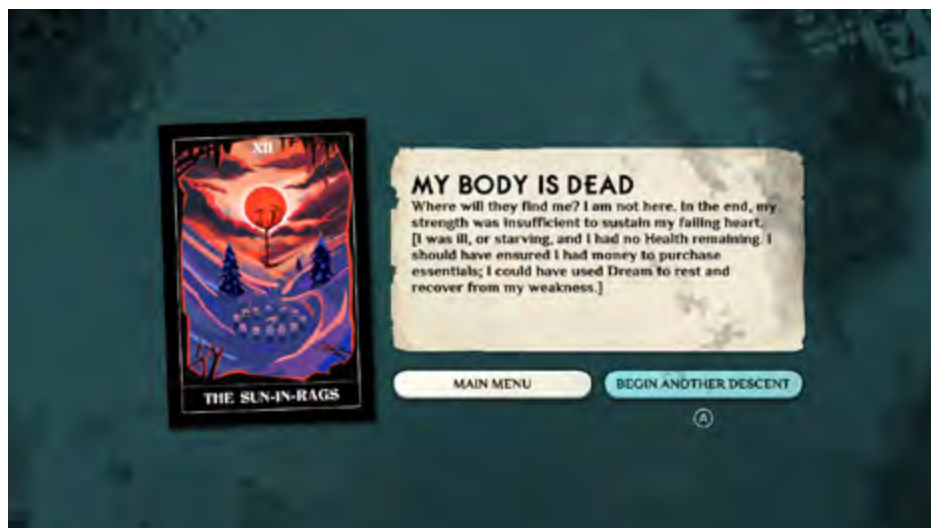 XII
THE SUN-IN-RAGS
MY BODY IS DEAD
Where will they find me? I am not here. In the end, my
strength was insufficient to sustain my failing heart.
[I was ill, or starving, and I had no Health remaining. I
should have ensured I had money to purchase
essentials; I could have used Dream to rest and
recover from my weakness.]
MAIN MENU
BEGIN ANOTHER DESCENT
A